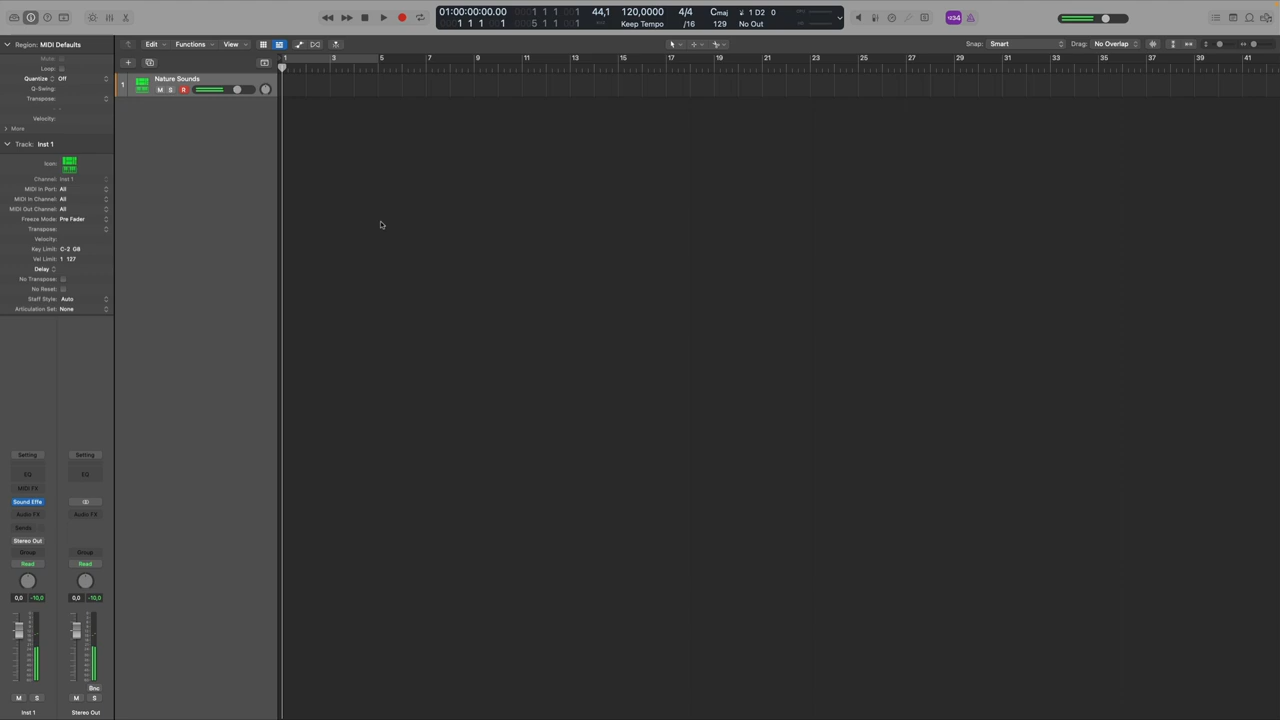 01:00:00:00.00
1 1 1 1
001 1 1 001
5 1 1 001
44,1
120,0000
Keep Tempo
4/4
/16
Cmaj
129
1 D2 0
No Out
1234
Region: MIDI Defaults
Edit
Functions
View
Snap: Smart
Drag: No Overlap
Mute:
Loop:
Quantize Off
Q-Swing:
Transpose:
Velocity:
More
1 3 5 7 9 11 13 15 17 19 21 23 25 27 29 31 33 35 37 39 41
1
Nature Sounds
M S R
Track: Inst 1
Icon:
Channel: Inst 1
MIDI In Port: All
MIDI In Channel: All
MIDI Out Channel: All
Freeze Mode: Pre Fader
Transpose:
Velocity:
Key Limit: C-2 G8
Vel Limit: 1 127
Delay
No Transpose:
No Reset:
Staff Style: Auto
Articulation Set: None
Setting Setting
EQ EQ
MIDI FX
Sound Effe
Audio FX Audio FX
Sends
Stereo Out
Group Group
Read Read
0,0 -10,0 0,0 -10,0
Bnc
M S M S
Inst 1 Stereo Out